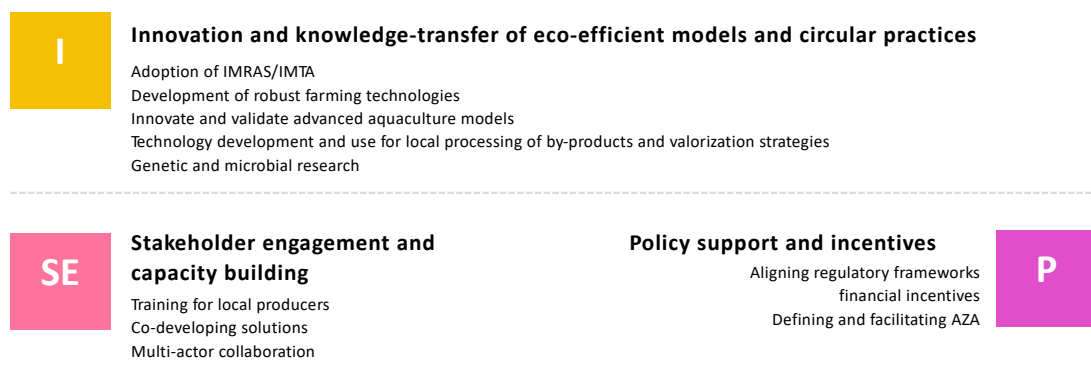 I
Innovation and knowledge-transfer of eco-efficient models and circular practices
Adoption of IMRAS/IMTA
Development of robust farming technologies
Innovate and validate advanced aquaculture models
Technology development and use for local processing of by-products and valorization strategies
Genetic and microbial research
SE
Stakeholder engagement and
capacity building
Training for local producers
Co-developing solutions
Multi-actor collaboration
Policy support and incentives
Aligning regulatory frameworks
financial incentives
Defining and facilitating AZA
P